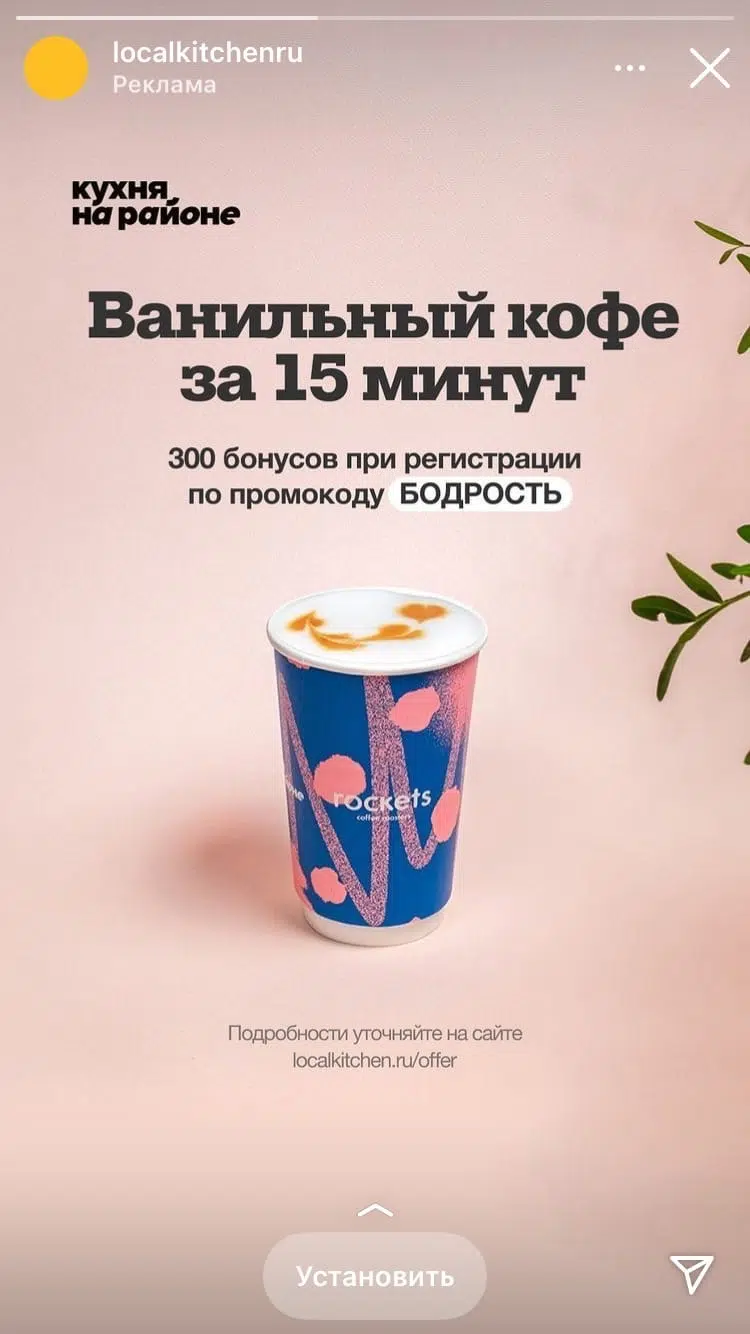 localkitchenru
Реклама
кухня
на районе
Ванильный кофе
за 15 минут
300 бонусов при регистрации
по промокоду БОДРОСТЬ
rockets
coffee roasters
Подробности уточняйте на сайте
localkitchen.ru/offer
Установить